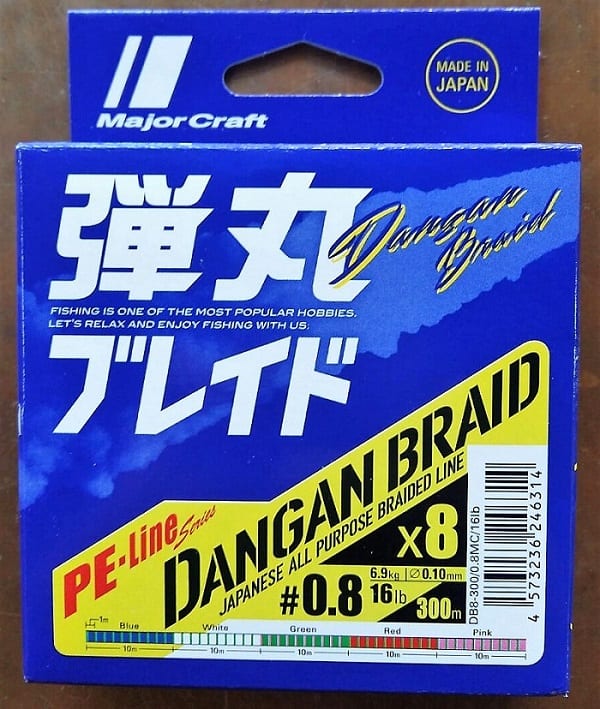 Major Craft
MADE IN
JAPAN
弾丸
Dangan
Braid
FISHING IS ONE OF THE MOST POPULAR HOBBIES.
LET'S RELAX AND ENJOY FISHING WITH US.
ブレイド
PE-Line Series
DANGAN BRAID
JAPANESE ALL PURPOSE BRAIDED LINE
X8
#0.8
6.9kg
Ø0.10mm
16lb
300m
DB8-300/0.8MC/16lb
4 573236 246314
1m
Blue White Green Red Pink
10m 10m 10m 10m 10m